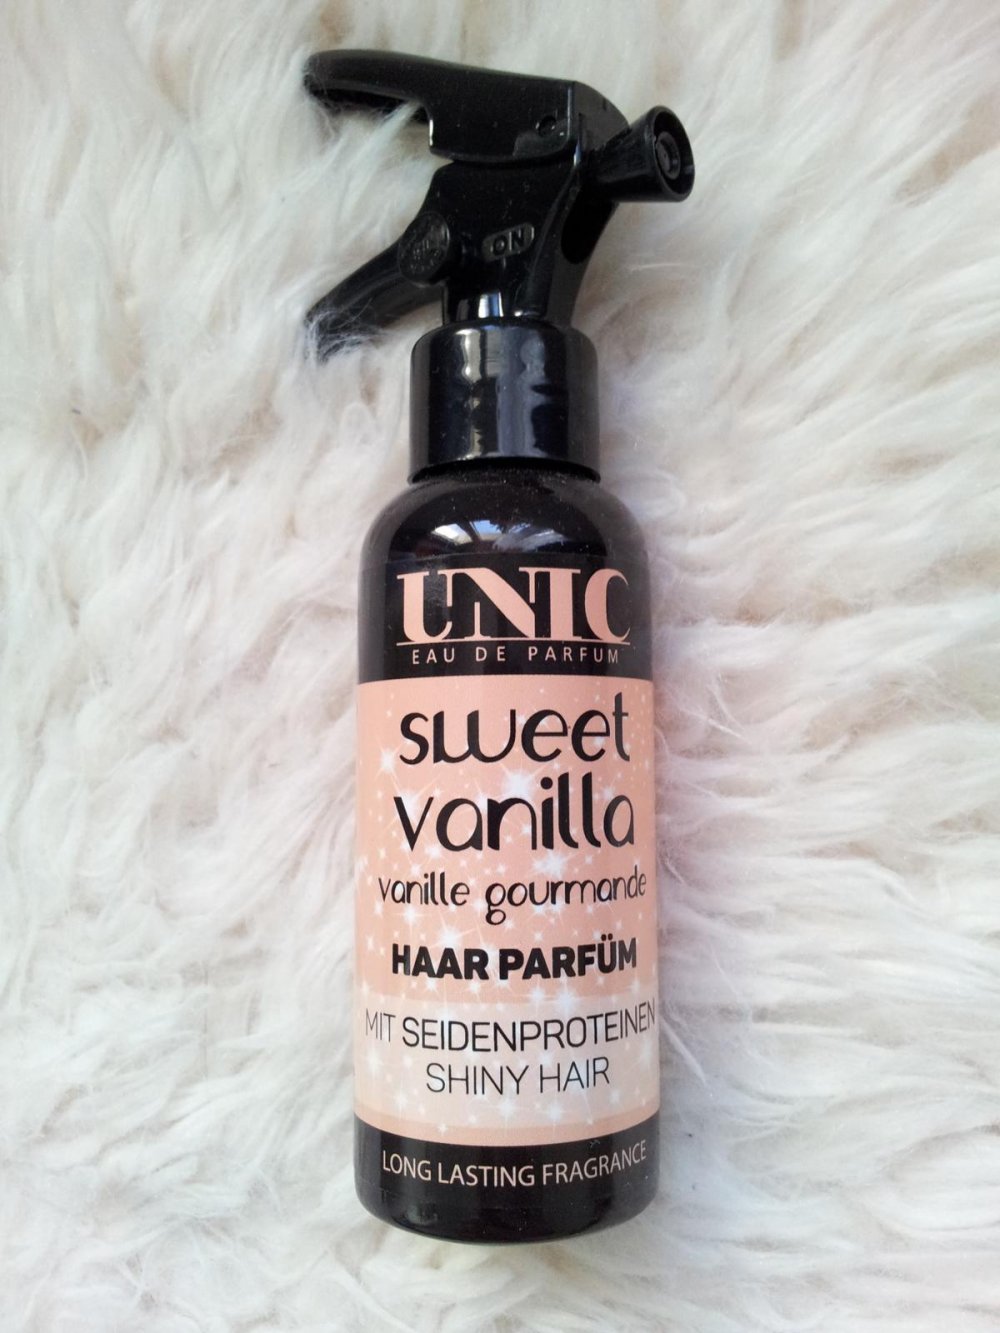 ON
UNIC
EAU DE PARFUM
sweet
vanilla
vanille gourmande
HAAR PARFÜM
MIT SEIDENPROTEINEN
SHINY HAIR
LONG LASTING FRAGRANCE